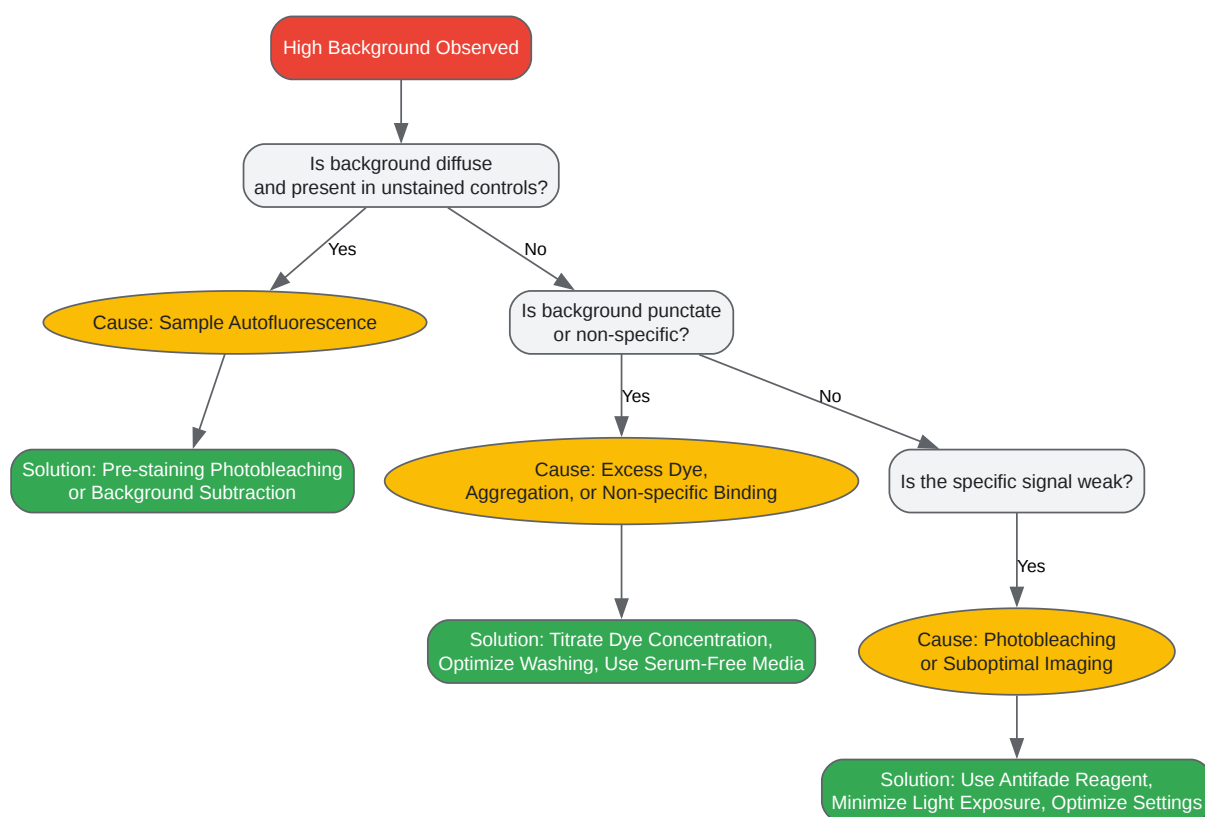 High Background Observed
Is background diffuse
and present in unstained controls?
Yes
No
Cause: Sample Autofluorescence
Is background punctate
or non-specific?
Yes
No
Solution: Pre-staining Photobleaching
or Background Subtraction
Cause: Excess Dye,
Aggregation, or Non-specific Binding
Is the specific signal weak?
Yes
Solution: Titrate Dye Concentration,
Optimize Washing, Use Serum-Free Media
Cause: Photobleaching
or Suboptimal Imaging
Solution: Use Antifade Reagent,
Minimize Light Exposure, Optimize Settings